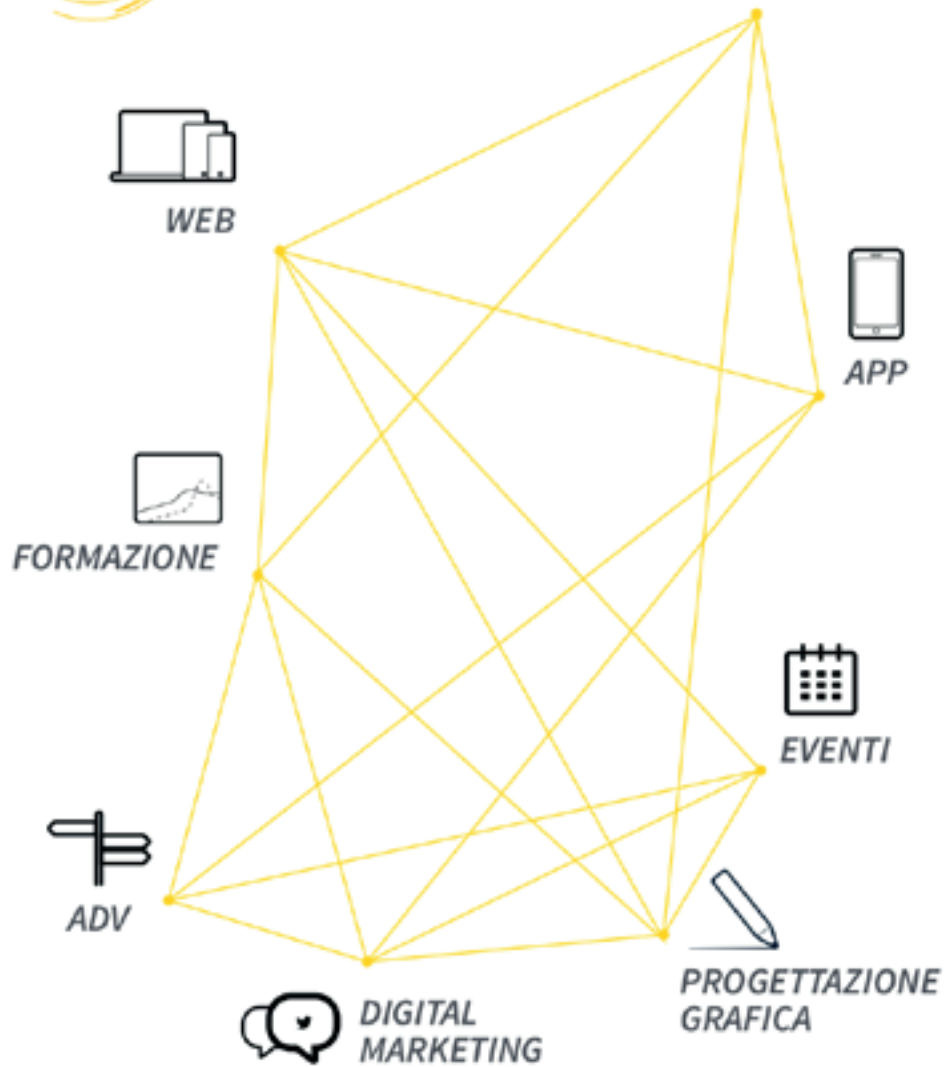 WEB
APP
FORMAZIONE
EVENTI
ADV
PROGETTAZIONE
GRAFICA
DIGITAL
MARKETING